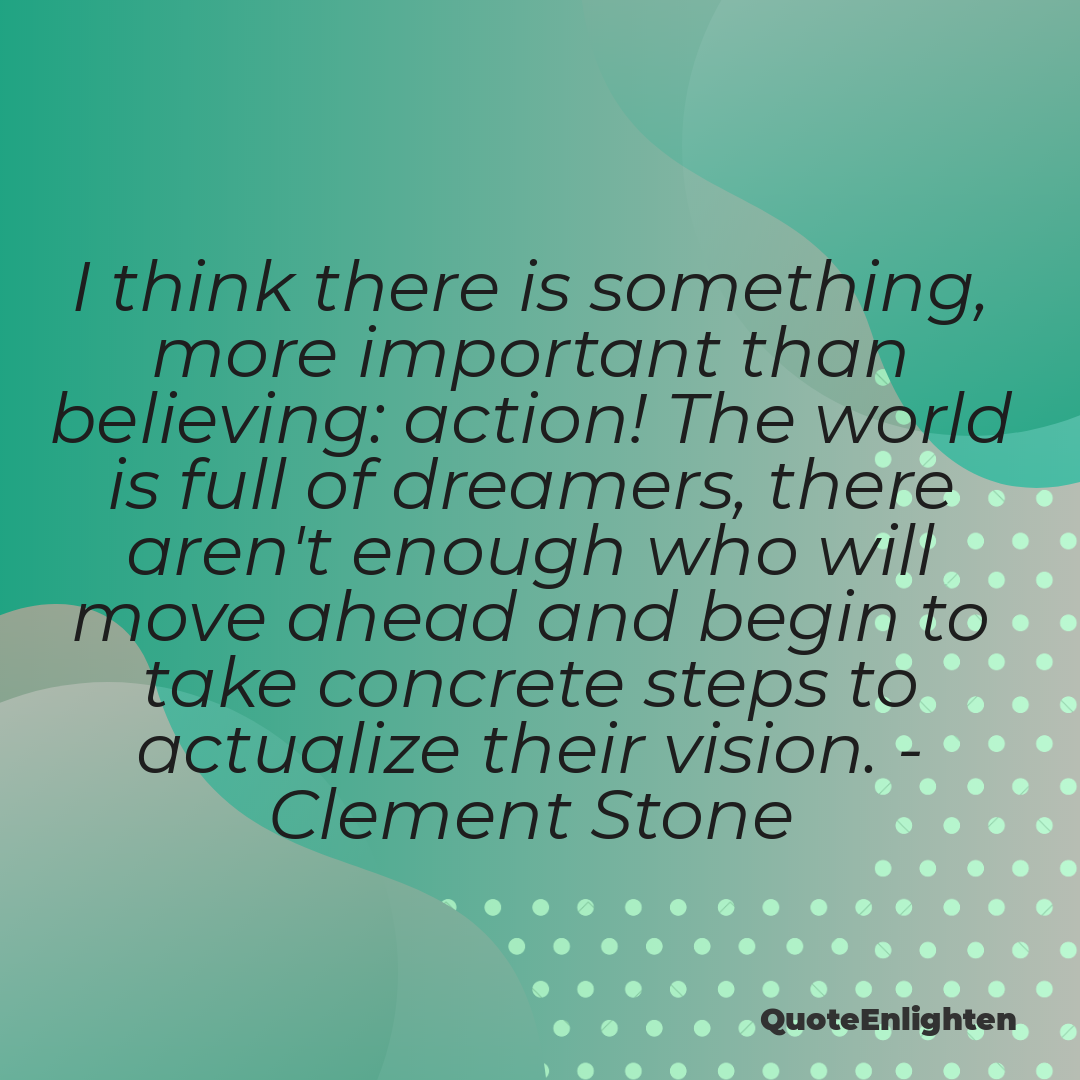 I think there is something,
more important than
believing: action! The world
is full of dreamers, there
aren't enough who will
move ahead and begin to
take concrete steps to
actualize their vision. -
Clement Stone
QuoteEnlighten